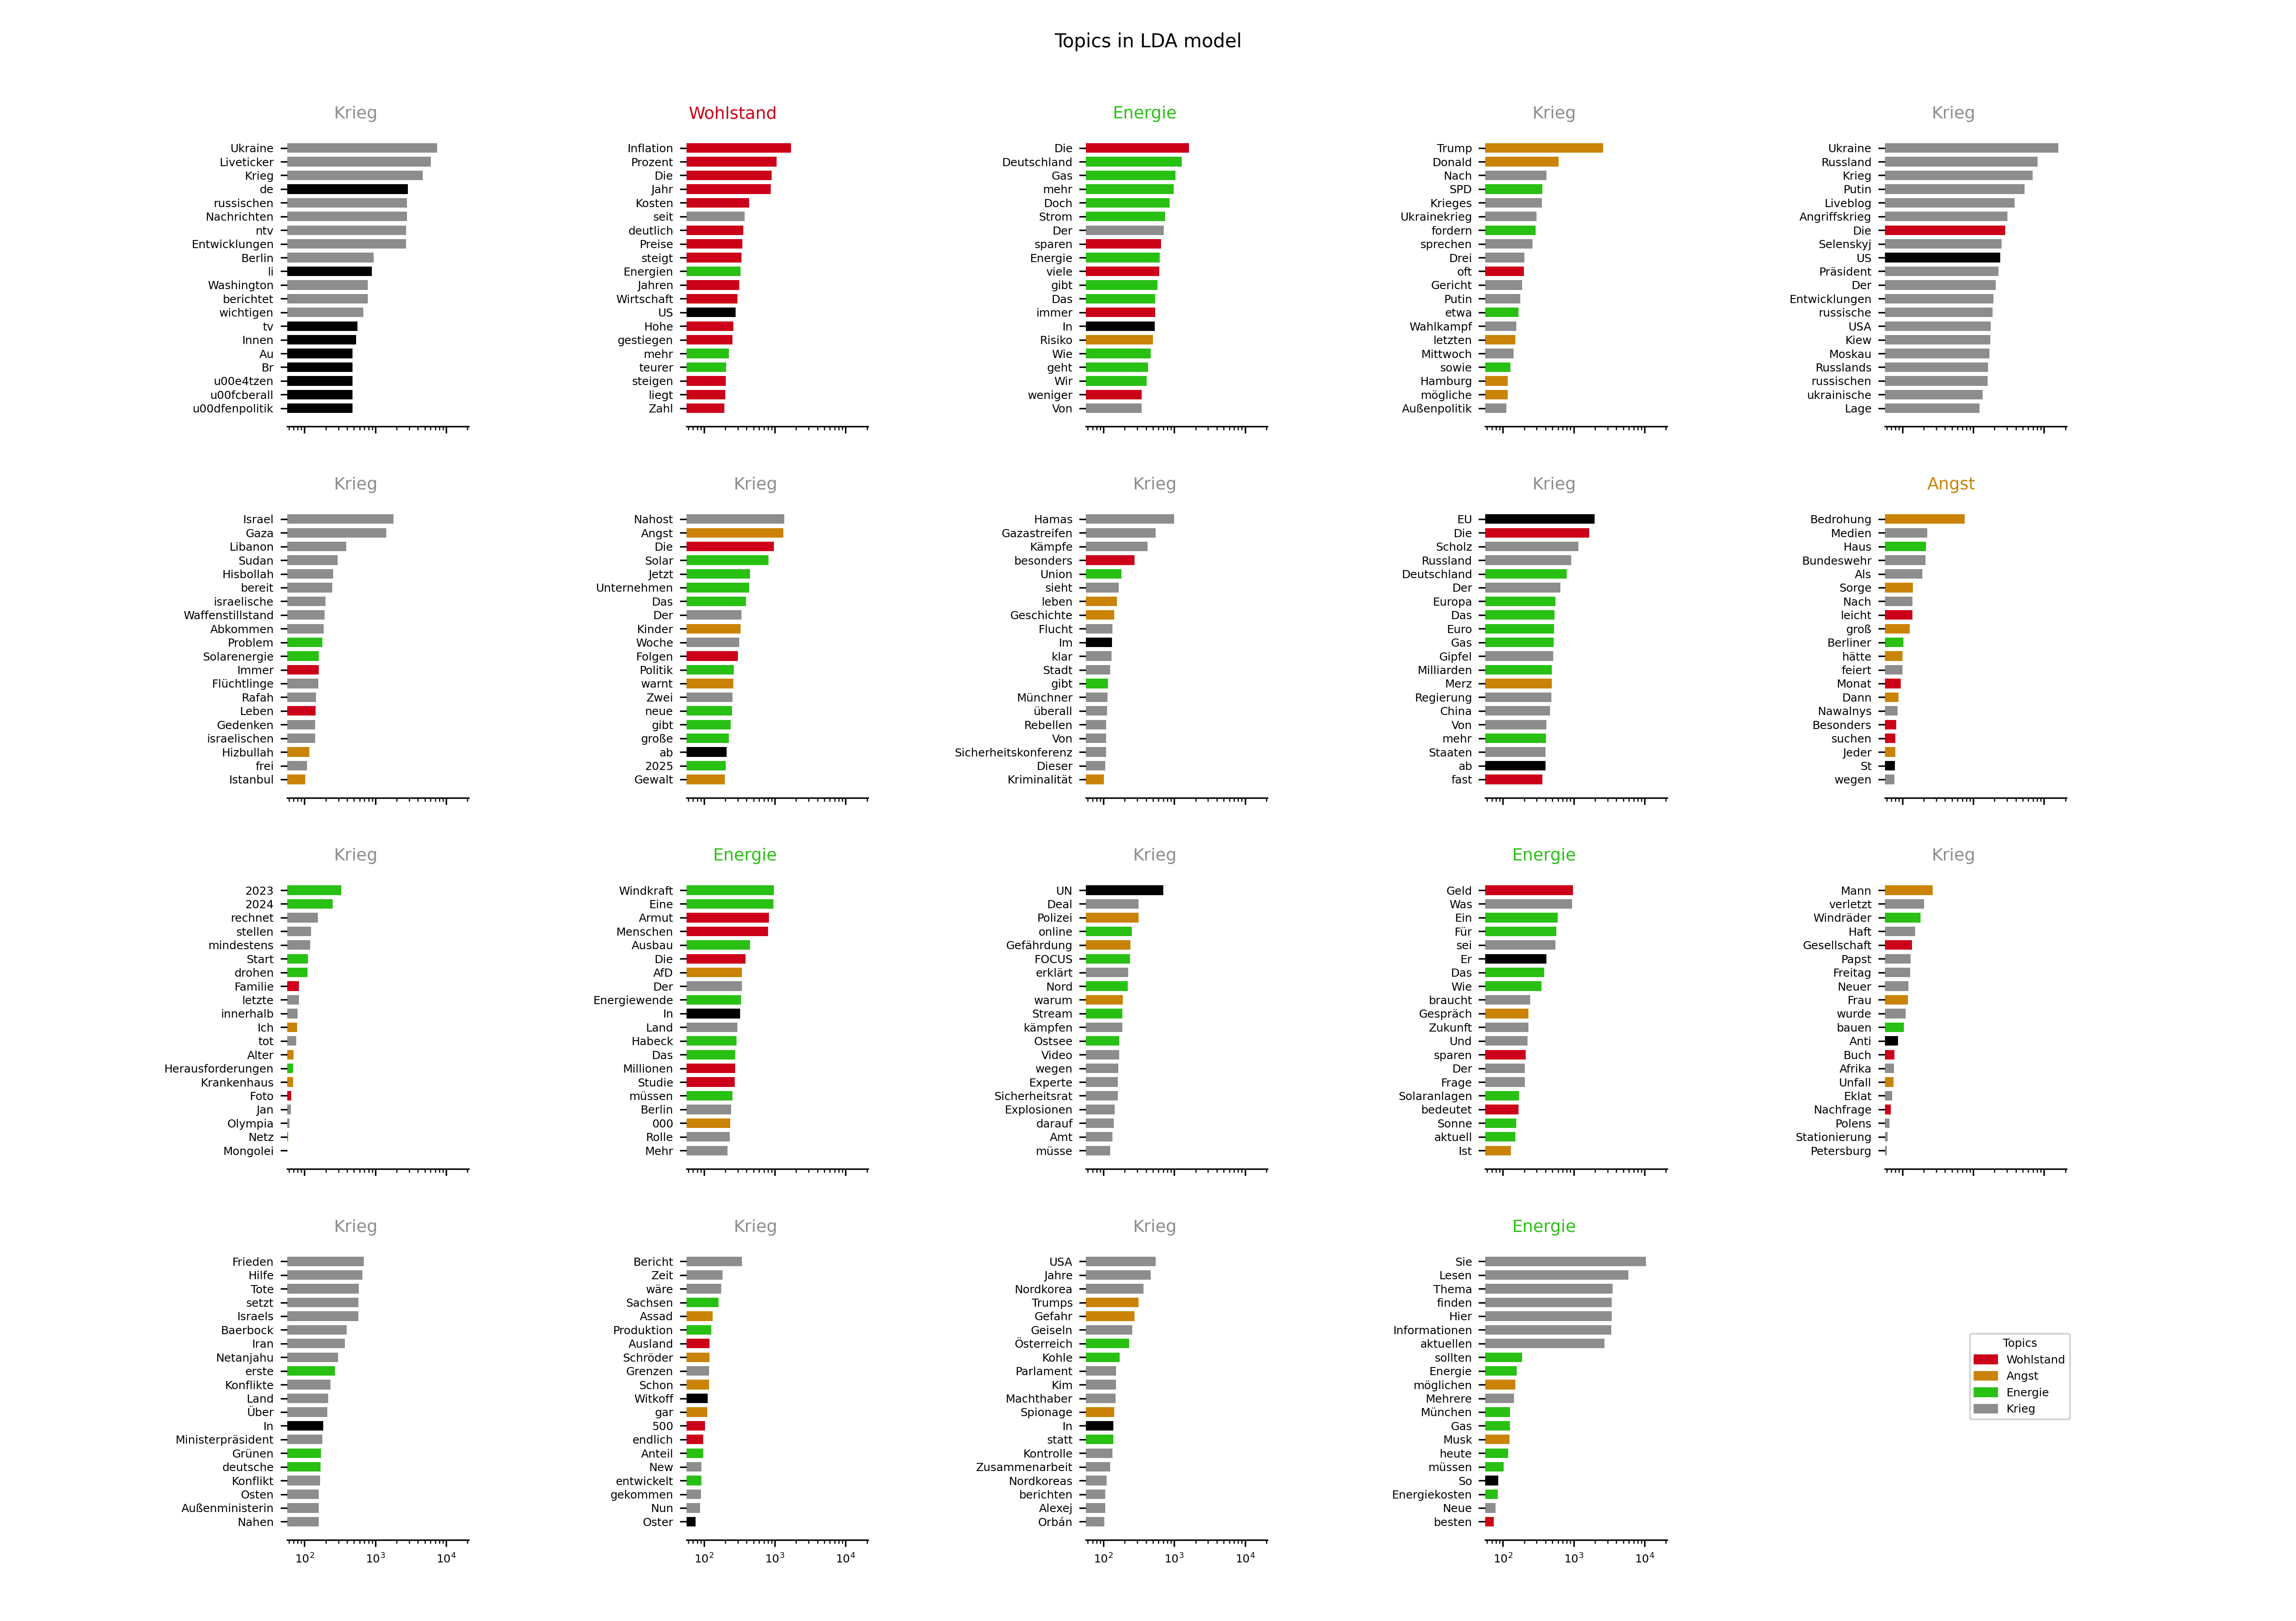 Topics in LDA model
Krieg
Ukraine
Liveticker
Krieg
de
russischen
Nachrichten
ntv
Entwicklungen
Berlin
li
Washington
berichtet
wichtigen
tv
Innen
Au
Br
u00e4tzen
u00fcberall
u00dfenpolitik
Wohlstand
Inflation
Prozent
Die
Jahr
Kosten
seit
deutlich
Preise
steigt
Energien
Jahren
Wirtschaft
US
Hohe
gestiegen
mehr
teurer
steigen
liegt
Zahl
Energie
Die
Deutschland
Gas
mehr
Doch
Strom
Der
sparen
Energie
viele
gibt
Das
immer
In
Risiko
Wie
geht
Wir
weniger
Von
Krieg
Trump
Donald
Nach
SPD
Krieges
Ukrainekrieg
fordern
sprechen
Drei
oft
Gericht
Putin
etwa
Wahlkampf
letzten
Mittwoch
sowie
Hamburg
mögliche
Außenpolitik
Krieg
Ukraine
Russland
Krieg
Putin
Liveblog
Angriffskrieg
Die
Selenskyj
US
Präsident
Der
Entwicklungen
russische
USA
Kiew
Moskau
Russlands
russischen
ukrainische
Lage
Krieg
Israel
Gaza
Libanon
Sudan
Hisbollah
bereit
israelische
Waffenstillstand
Abkommen
Problem
Solarenergie
Immer
Flüchtlinge
Rafah
Leben
Gedenken
israelischen
Hizbullah
frei
Istanbul
Krieg
Nahost
Angst
Die
Solar
Jetzt
Unternehmen
Das
Der
Kinder
Woche
Folgen
Politik
warnt
Zwei
neue
gibt
große
ab
2025
Gewalt
Krieg
Hamas
Gazastreifen
Kämpfe
besonders
Union
sieht
leben
Geschichte
Flucht
Im
klar
Stadt
gibt
Münchner
überall
Rebellen
Von
Sicherheitskonferenz
Dieser
Kriminalität
Krieg
EU
Die
Scholz
Russland
Deutschland
Der
Europa
Das
Euro
Gas
Gipfel
Milliarden
Merz
Regierung
China
Von
mehr
Staaten
ab
fast
Angst
Bedrohung
Medien
Haus
Bundeswehr
Als
Sorge
Nach
leicht
groß
Berliner
hätte
feiert
Monat
Dann
Nawalnys
Besonders
suchen
Jeder
St
wegen
Krieg
2023
2024
rechnet
stellen
mindestens
Start
drohen
Familie
letzte
innerhalb
Ich
tot
Alter
Herausforderungen
Krankenhaus
Foto
Jan
Olympia
Netz
Mongolei
Energie
Windkraft
Eine
Armut
Menschen
Ausbau
Die
AfD
Der
Energiewende
In
Land
Habeck
Das
Millionen
Studie
müssen
Berlin
000
Rolle
Mehr
Krieg
UN
Deal
Polizei
online
Gefährdung
FOCUS
erklärt
Nord
warum
Stream
kämpfen
Ostsee
Video
wegen
Experte
Sicherheitsrat
Explosionen
darauf
Amt
müsse
Energie
Geld
Was
Ein
Für
sei
Er
Das
Wie
braucht
Gespräch
Zukunft
Und
sparen
Der
Frage
Solaranlagen
bedeutet
Sonne
aktuell
Ist
Krieg
Mann
verletzt
Windräder
Haft
Gesellschaft
Papst
Freitag
Neuer
Frau
wurde
bauen
Anti
Buch
Afrika
Unfall
Eklat
Nachfrage
Polens
Stationierung
Petersburg
Krieg
Frieden
Hilfe
Tote
setzt
Israels
Baerbock
Iran
Netanjahu
erste
Konflikte
Land
Über
In
Ministerpräsident
Grünen
deutsche
Konflikt
Osten
Außenministerin
Nahen
10² 10³ 10⁴
Krieg
Bericht
Zeit
wäre
Sachsen
Assad
Produktion
Ausland
Schröder
Grenzen
Schon
Witkoff
gar
500
endlich
Anteil
New
entwickelt
gekommen
Nun
Oster
10² 10³ 10⁴
Krieg
USA
Jahre
Nordkorea
Trumps
Gefahr
Geiseln
Österreich
Kohle
Parlament
Kim
Machthaber
Spionage
In
statt
Kontrolle
Zusammenarbeit
Nordkoreas
berichten
Alexej
Orbán
10² 10³ 10⁴
Energie
Sie
Lesen
Thema
finden
Hier
Informationen
aktuellen
sollten
Energie
möglichen
Mehrere
München
Gas
Musk
heute
müssen
So
Energiekosten
Neue
besten
10² 10³ 10⁴
Topics
Wohlstand
Angst
Energie
Krieg